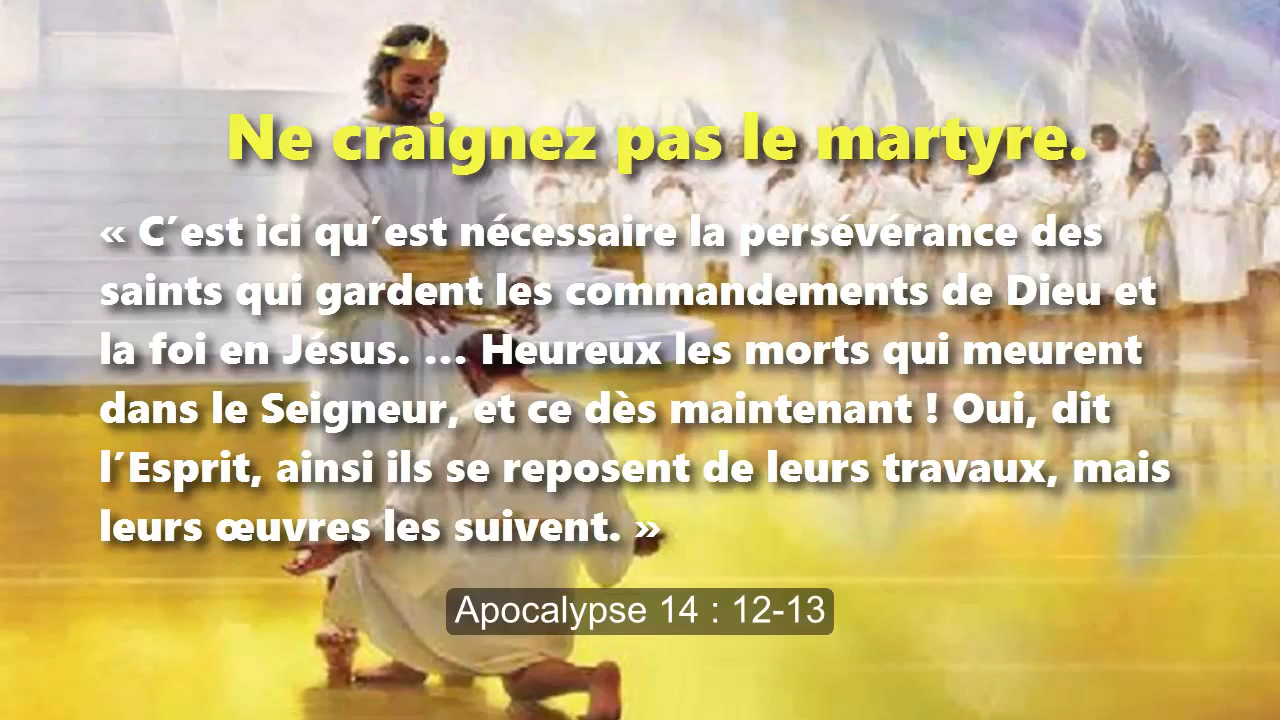 Ne craignez pas le martyre.
« C′est ici qu′est nécessaire la persévérance des
saints qui gardent les commandements de Dieu et
la foi en Jésus. ... Heureux les morts qui meurent
dans le Seigneur, et ce dès maintenant ! Oui, dit
l′Esprit, ainsi ils se reposent de leurs travaux, mais
leurs œuvres les suivent. »
Apocalypse 14 : 12-13